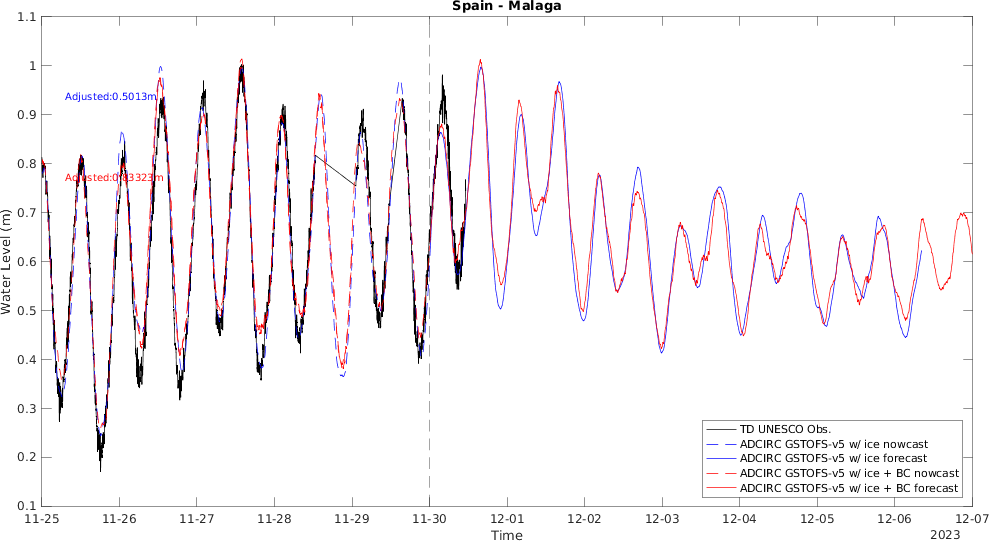 Spain - Malaga
1.1
1
0.9
0.8
0.7
0.6
0.5
0.4
0.3
0.2
0.1
Water Level (m)
Adjusted:0.5013m
11-25
11-26
11-27
11-28
11-29
11-30
12-01
12-02
12-03
12-04
12-05
12-06
12-07
Time
2023
TD UNESCO Obs.
ADCIRC GSTOFS-v5 w/ ice nowcast
ADCIRC GSTOFS-v5 w/ ice forecast
ADCIRC GSTOFS-v5 w/ ice + BC nowcast
ADCIRC GSTOFS-v5 w/ ice + BC forecast